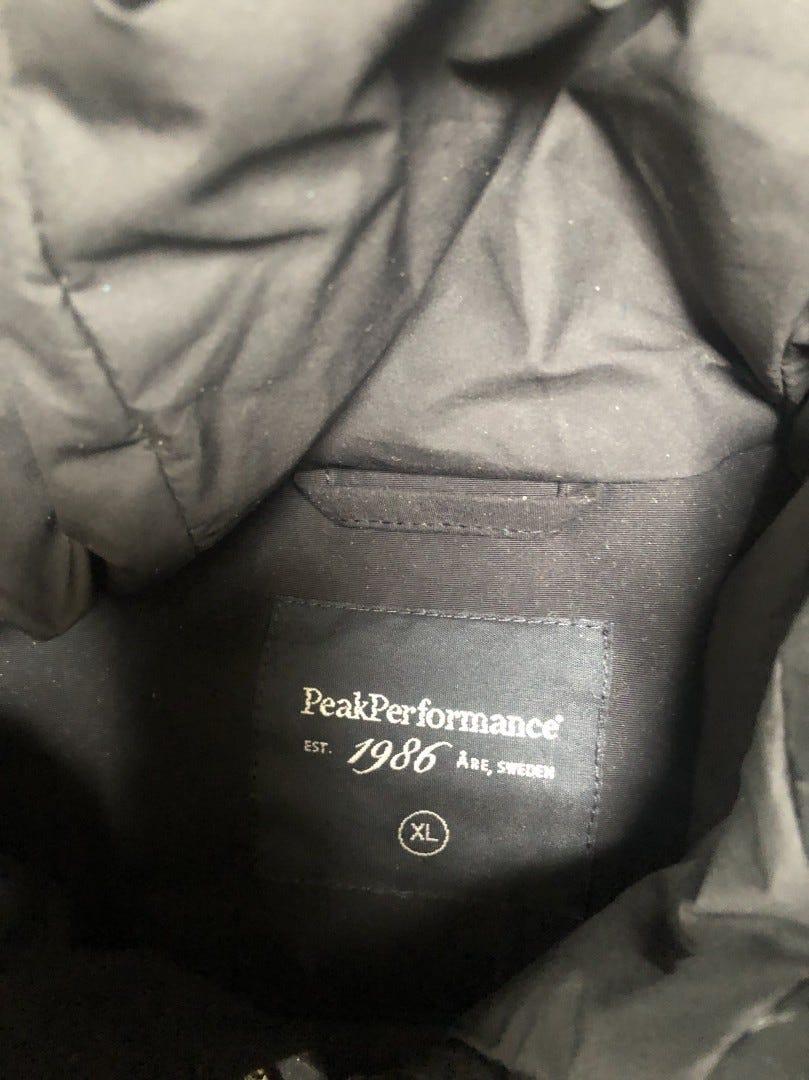 PeakPerformance®
EST. 1986 ÅRE, SWEDEN
XL